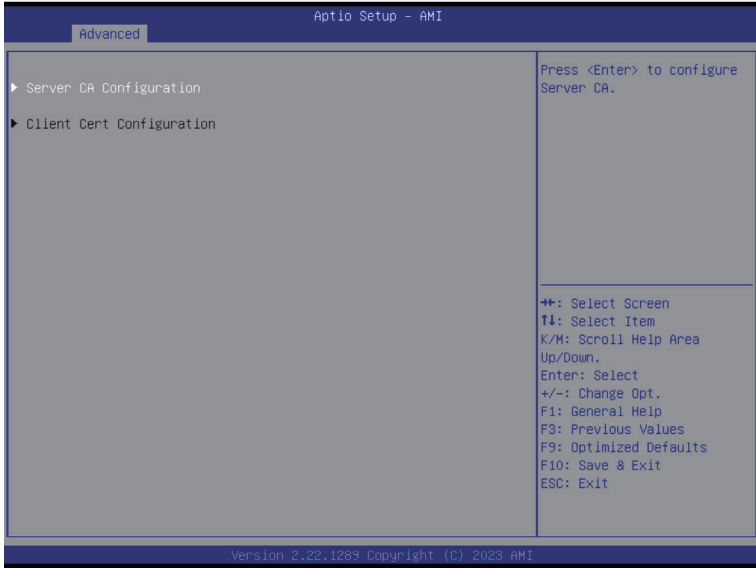 Aptio Setup – AMI
Advanced
▶ Server CA Configuration
▶ Client Cert Configuration
Press <Enter> to configure
Server CA.
→←: Select Screen
↑↓: Select Item
K/M: Scroll Help Area
Up/Down.
Enter: Select
+/-: Change Opt.
F1: General Help
F3: Previous Values
F9: Optimized Defaults
F10: Save & Exit
ESC: Exit
Version 2.22.1289 Copyright (C) 2023 AMI